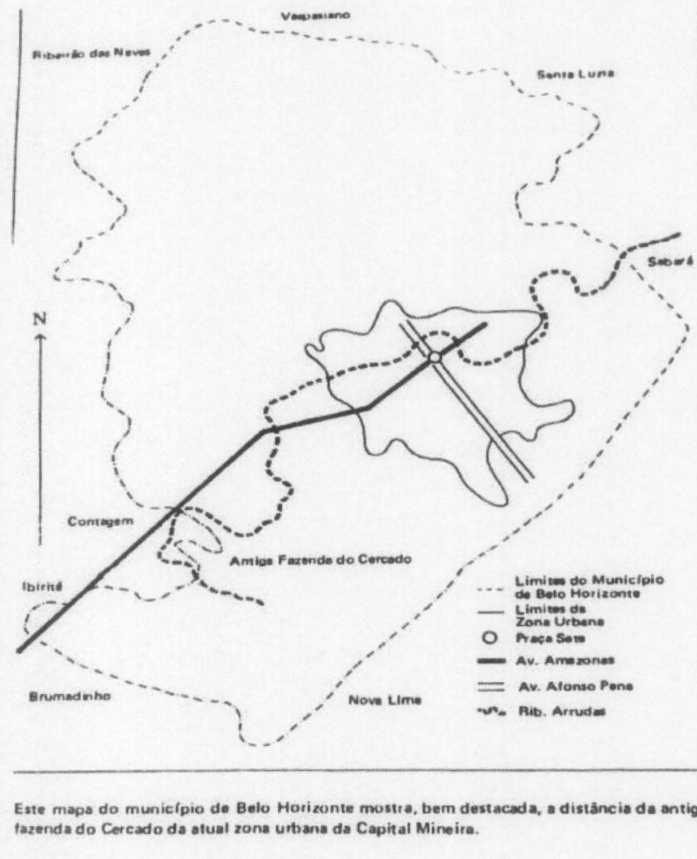 Vespasiano
Ribeirão das Neves
Santa Luzia
Sabará
N
Contagem
Antiga Fazenda do Cercado
Ibirité
Brumadinho
Nova Lima
Limites do Município
de Belo Horizonte
Limites da
Zona Urbana
Praça Sete
Av. Amazonas
Av. Afonso Pena
Rib. Arrudas
Este mapa do município de Belo Horizonte mostra, bem destacada, a distância da antig
fazenda do Cercado da atual zona urbana da Capital Mineira.